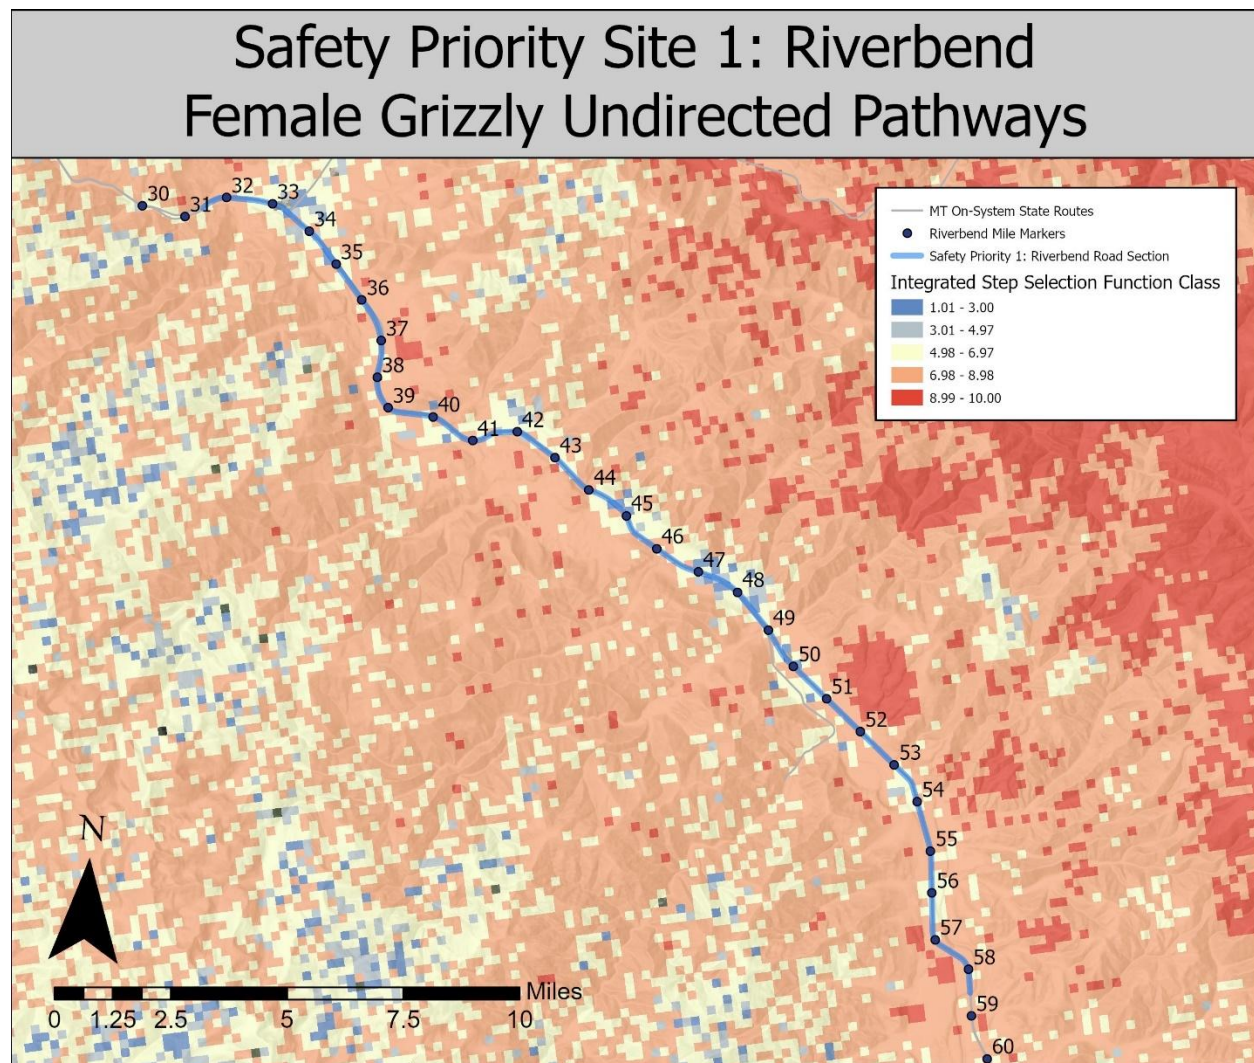 Safety Priority Site 1: Riverbend
Female Grizzly Undirected Pathways
30
31
32
33
34
35
36
37
38
39
40
41
42
43
44
45
46
47
48
49
50
51
52
53
54
55
56
57
58
59
60
MT On-System State Routes
Riverbend Mile Markers
Safety Priority 1: Riverbend Road Section
Integrated Step Selection Function Class
1.01 - 3.00
3.01 - 4.97
4.98 - 6.97
6.98 - 8.98
8.99 - 10.00
N
Miles
0 1.25 2.5 5 7.5 10